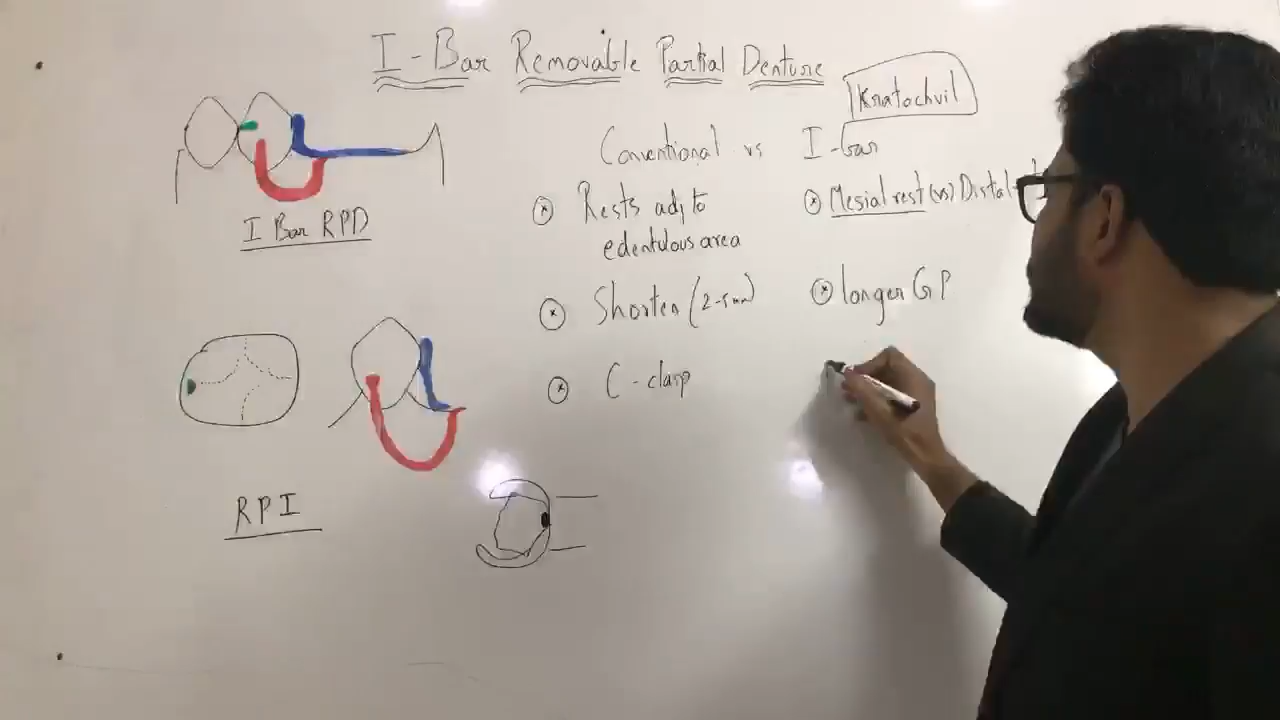 I-Bar Removable Partial Denture
Kratochvil
Conventional vs I-bar
Rests adj to
edentulous area
Mesial rest (vs) Distal
Shorter (2-5mm)
longer GP
C-clasp
I Bar RPD
RPI